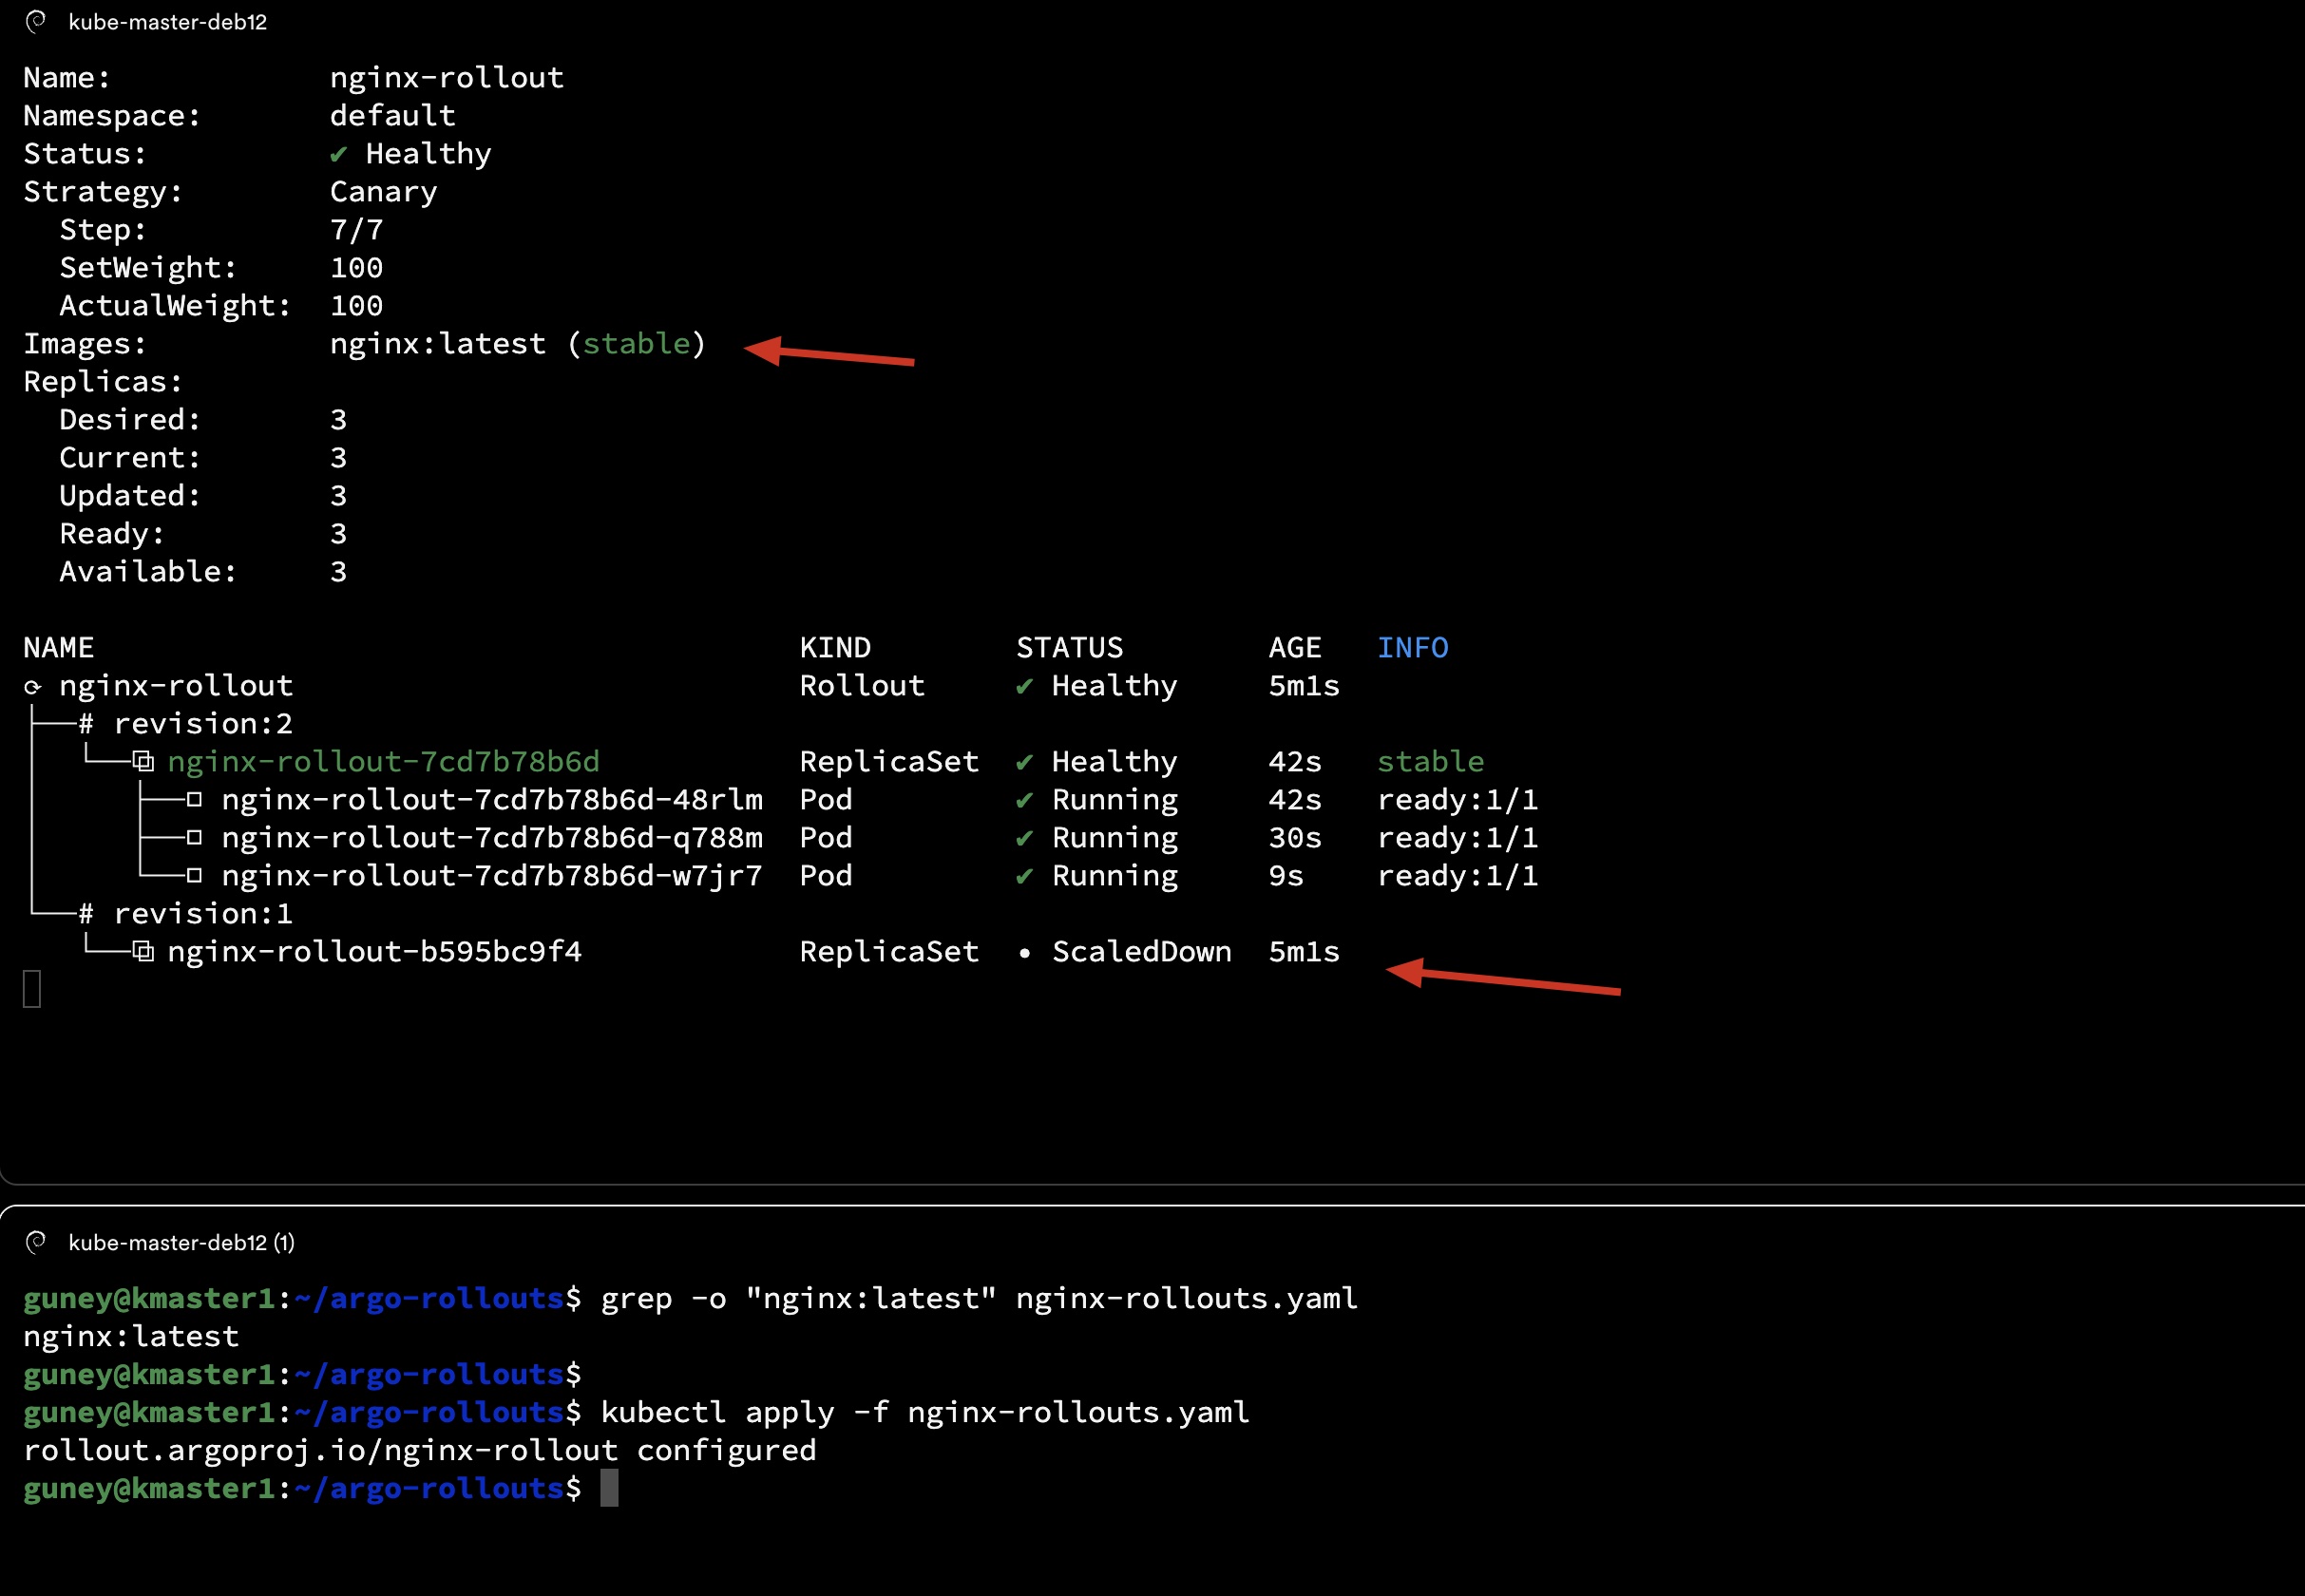 kube-master-deb12
Name: nginx-rollout
Namespace: default
Status: ✔ Healthy
Strategy: Canary
Step: 7/7
SetWeight: 100
ActualWeight: 100
Images: nginx:latest (stable)
Replicas:
Desired: 3
Current: 3
Updated: 3
Ready: 3
Available: 3
NAME KIND STATUS AGE INFO
⟳ nginx-rollout Rollout ✔ Healthy 5m1s
├──# revision:2
│  └──⧉ nginx-rollout-7cd7b78b6d ReplicaSet ✔ Healthy 42s stable
│     ├──□ nginx-rollout-7cd7b78b6d-48rlm Pod ✔ Running 42s ready:1/1
│     ├──□ nginx-rollout-7cd7b78b6d-q788m Pod ✔ Running 30s ready:1/1
│     └──□ nginx-rollout-7cd7b78b6d-w7jr7 Pod ✔ Running 9s ready:1/1
└──# revision:1
   └──⧉ nginx-rollout-b595bc9f4 ReplicaSet • ScaledDown 5m1s
kube-master-deb12 (1)
guney@kmaster1:~/argo-rollouts$ grep -o "nginx:latest" nginx-rollouts.yaml
nginx:latest
guney@kmaster1:~/argo-rollouts$
guney@kmaster1:~/argo-rollouts$ kubectl apply -f nginx-rollouts.yaml
rollout.argoproj.io/nginx-rollout configured
guney@kmaster1:~/argo-rollouts$